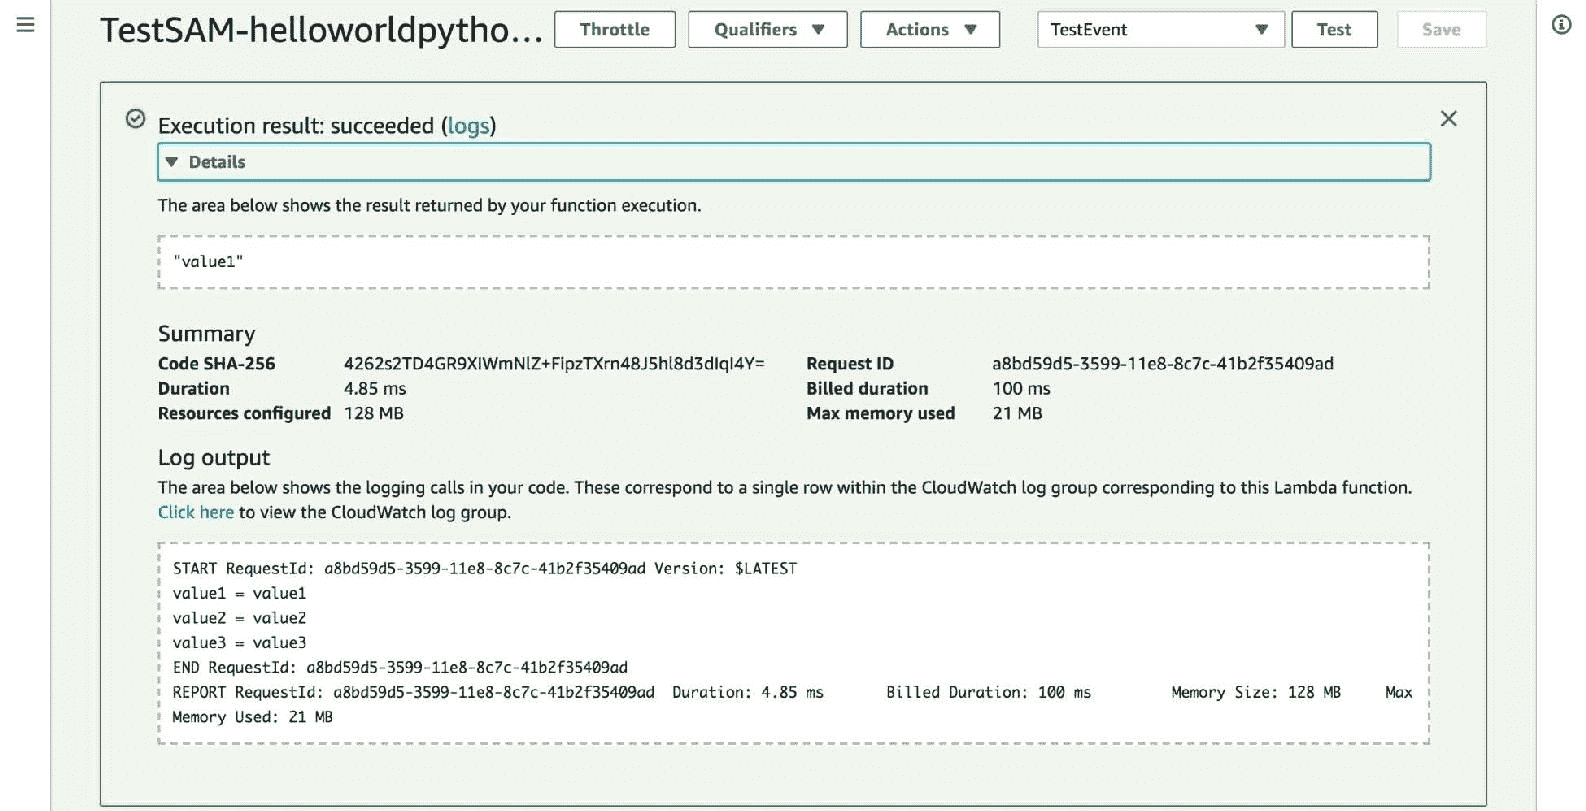 TestSAM-helloworldpytho... Throttle Qualifiers Actions TestEvent Test Save
Execution result: succeeded (logs)
Details
The area below shows the result returned by your function execution.
"value1"
Summary
Code SHA-256 4262s2TD4GR9XIWmNlZ+FipzTXrn48J5hl8d3dIqI4Y= Request ID a8bd59d5-3599-11e8-8c7c-41b2f35409ad
Duration 4.85 ms Billed duration 100 ms
Resources configured 128 MB Max memory used 21 MB
Log output
The area below shows the logging calls in your code. These correspond to a single row within the CloudWatch log group corresponding to this Lambda function.
Click here to view the CloudWatch log group.
START RequestId: a8bd59d5-3599-11e8-8c7c-41b2f35409ad Version: $LATEST
value1 = value1
value2 = value2
value3 = value3
END RequestId: a8bd59d5-3599-11e8-8c7c-41b2f35409ad
REPORT RequestId: a8bd59d5-3599-11e8-8c7c-41b2f35409ad Duration: 4.85 ms Billed Duration: 100 ms Memory Size: 128 MB Max
Memory Used: 21 MB